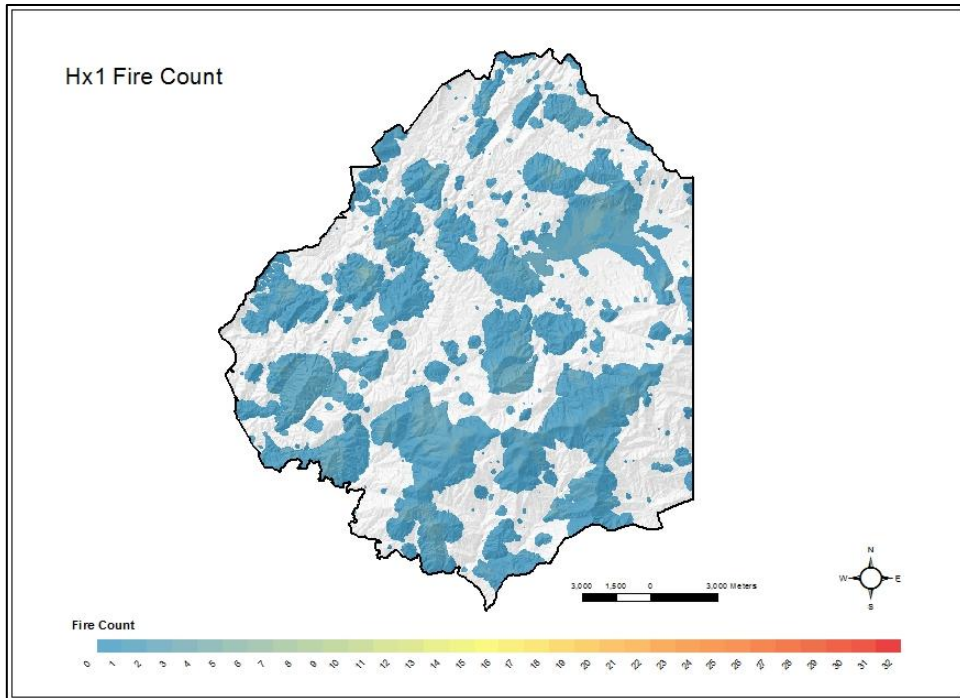 Hx1 Fire Count
N
W E
S
3,000 1,500 0 3,000 Meters
Fire Count
0 1 2 3 4 5 6 7 8 9 10 11 12 13 14 15 16 17 18 19 20 21 22 23 24 25 26 27 28 29 30 31 32